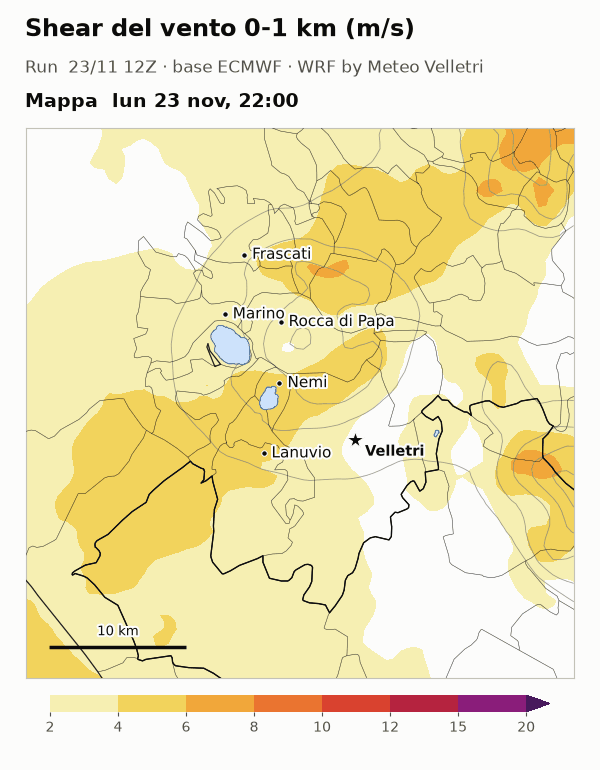 Shear del vento 0-1 km (m/s)
Run  23/11 12Z · base ECMWF · WRF by Meteo Velletri
Mappa  lun 23 nov, 22:00
Frascati
Marino
Rocca di Papa
Nemi
Velletri
Lanuvio
10 km
2 4 6 8 10 12 15 20